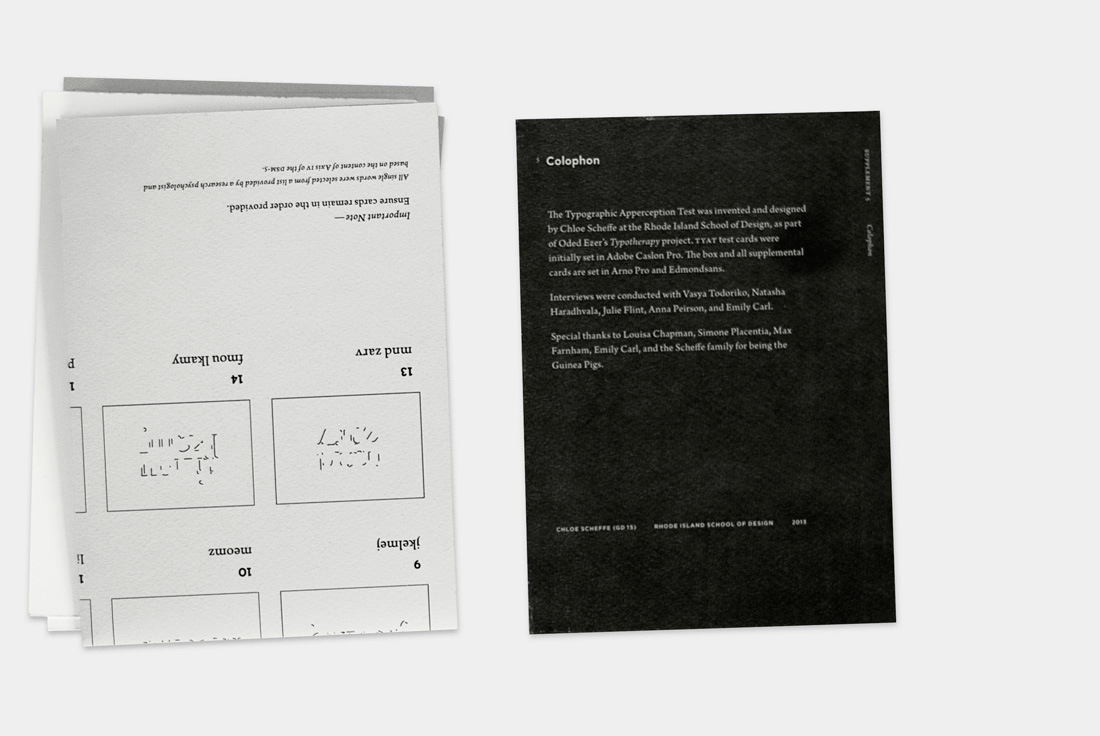 9 10 1
jkelmej meomz li
13 14 1
mnd zarv fmou lkamy p
Important Note—
Ensure cards remain in the order provided.
All single words were selected from a list provided by a research psychologist and
based on the content of Axis IV of the DSM-5.
5 Colophon
The Typographic Apperception Test was invented and designed
by Chloe Scheffe at the Rhode Island School of Design, as part
of Oded Ezer's Typotherapy project. TYAT test cards were
initially set in Adobe Caslon Pro. The box and all supplemental
cards are set in Arno Pro and Edmondsans.
Interviews were conducted with Vasya Todoriko, Natasha
Haradhvala, Julie Flint, Anna Peirson, and Emily Carl.
Special thanks to Louisa Chapman, Simone Placentia, Max
Farnham, Emily Carl, and the Scheffe family for being the
Guinea Pigs.
CHLOE SCHEFFE (GD 15) RHODE ISLAND SCHOOL OF DESIGN 2013
SUPPLEMENT 5 Colophon